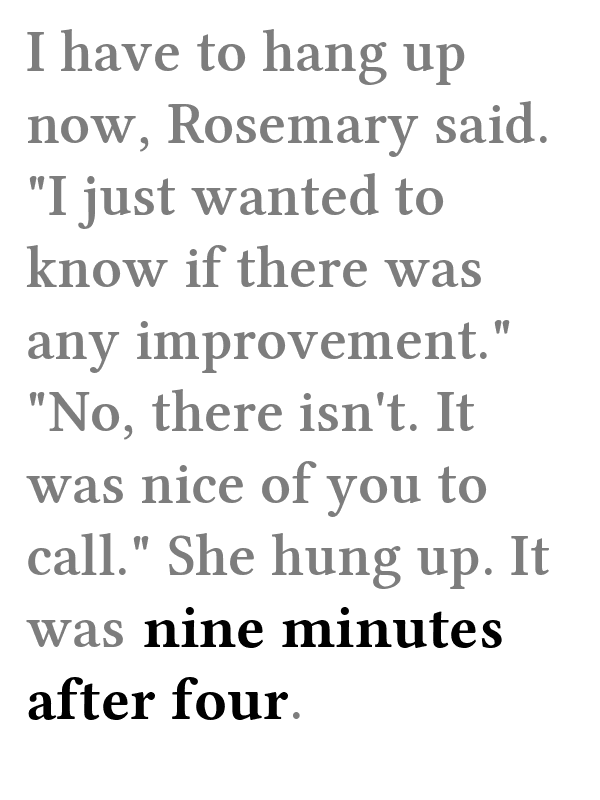 I have to hang up
now, Rosemary said.
"I just wanted to
know if there was
any improvement."
"No, there isn't. It
was nice of you to
call." She hung up. It
was nine minutes
after four.